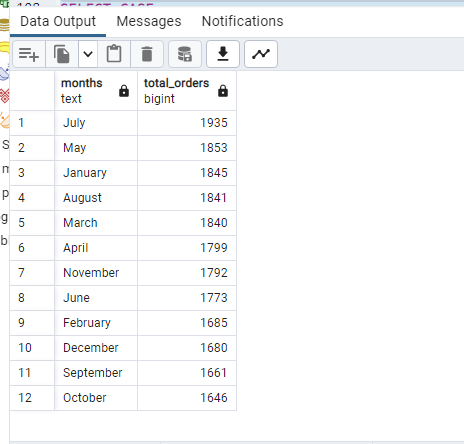 Data Output Messages Notifications
months total_orders
text bigint
1 July 1935
2 May 1853
3 January 1845
4 August 1841
5 March 1840
6 April 1799
7 November 1792
8 June 1773
9 February 1685
10 December 1680
11 September 1661
12 October 1646